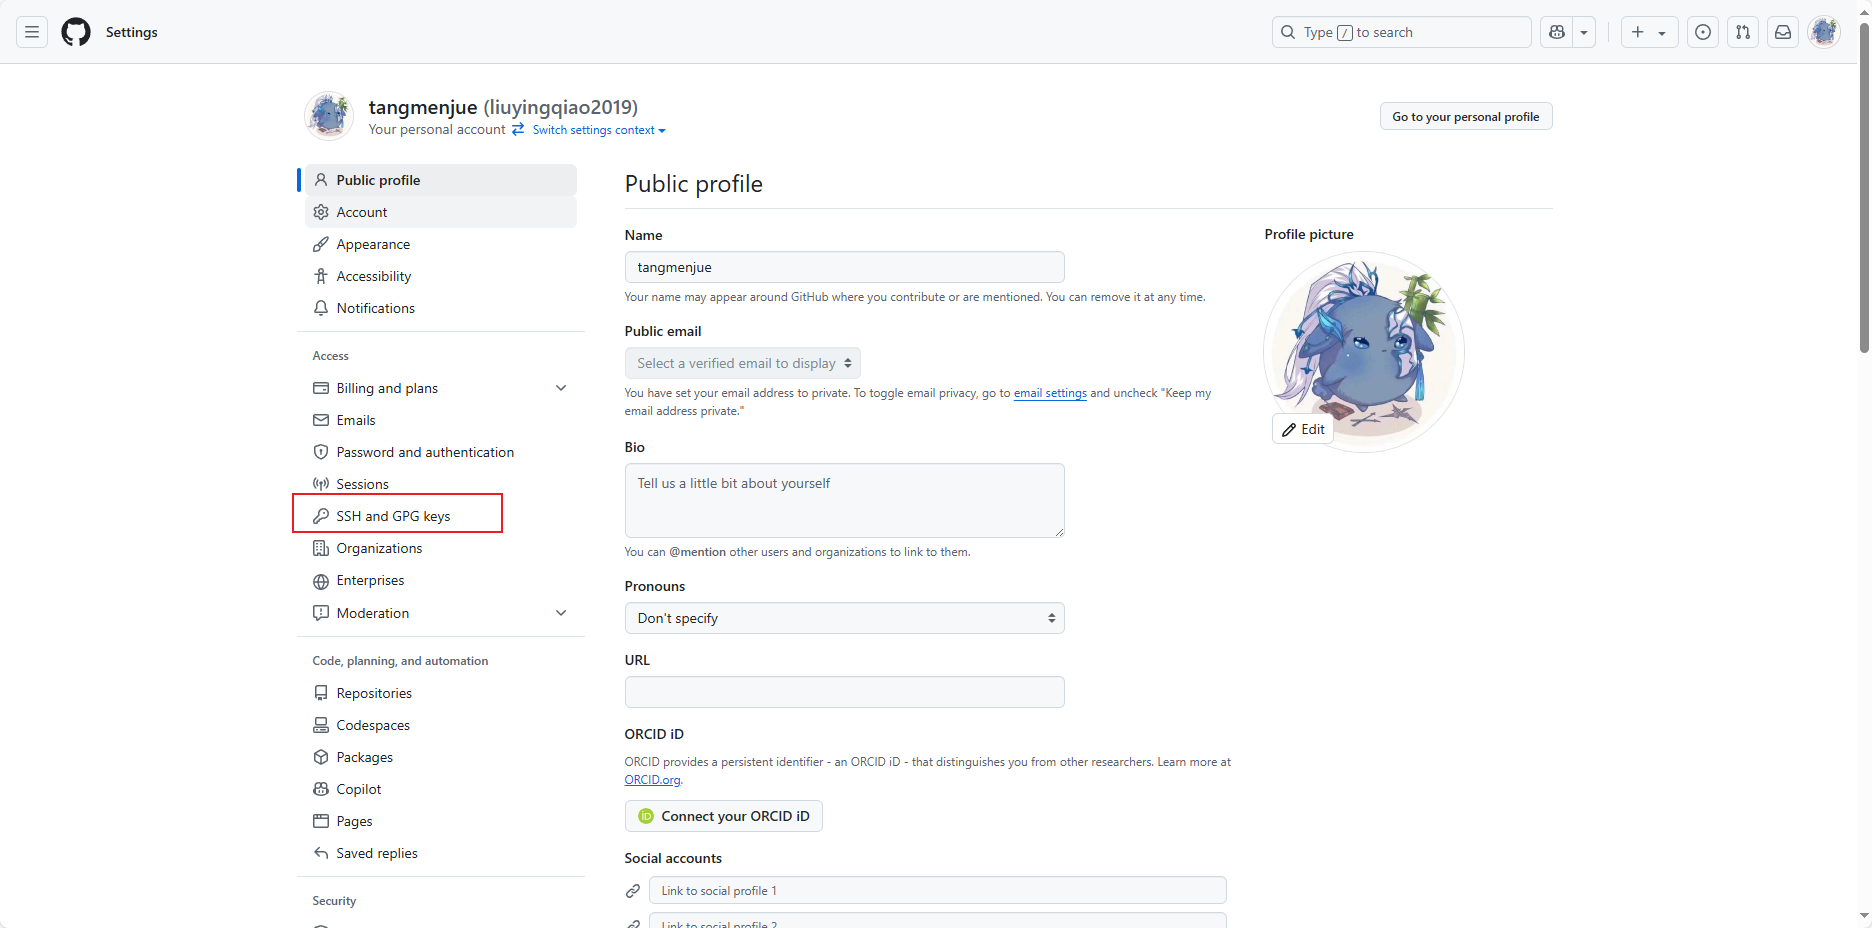 Settings
Type / to search
tangmenjue (liuyingqiao2019)
Your personal account
Switch settings context
Go to your personal profile
Public profile
Account
Appearance
Accessibility
Notifications
Access
Billing and plans
Emails
Password and authentication
Sessions
SSH and GPG keys
Organizations
Enterprises
Moderation
Code, planning, and automation
Repositories
Codespaces
Packages
Copilot
Pages
Saved replies
Security
Public profile
Name
tangmenjue
Your name may appear around GitHub where you contribute or are mentioned. You can remove it at any time.
Public email
Select a verified email to display
You have set your email address to private. To toggle email privacy, go to email settings and uncheck "Keep my
email address private."
Bio
Tell us a little bit about yourself
You can @mention other users and organizations to link to them.
Pronouns
Don't specify
URL
ORCID iD
ORCID provides a persistent identifier - an ORCID iD - that distinguishes you from other researchers. Learn more at
ORCID.org.
iD Connect your ORCID iD
Social accounts
Link to social profile 1
Link to social profile 2
Profile picture
Edit